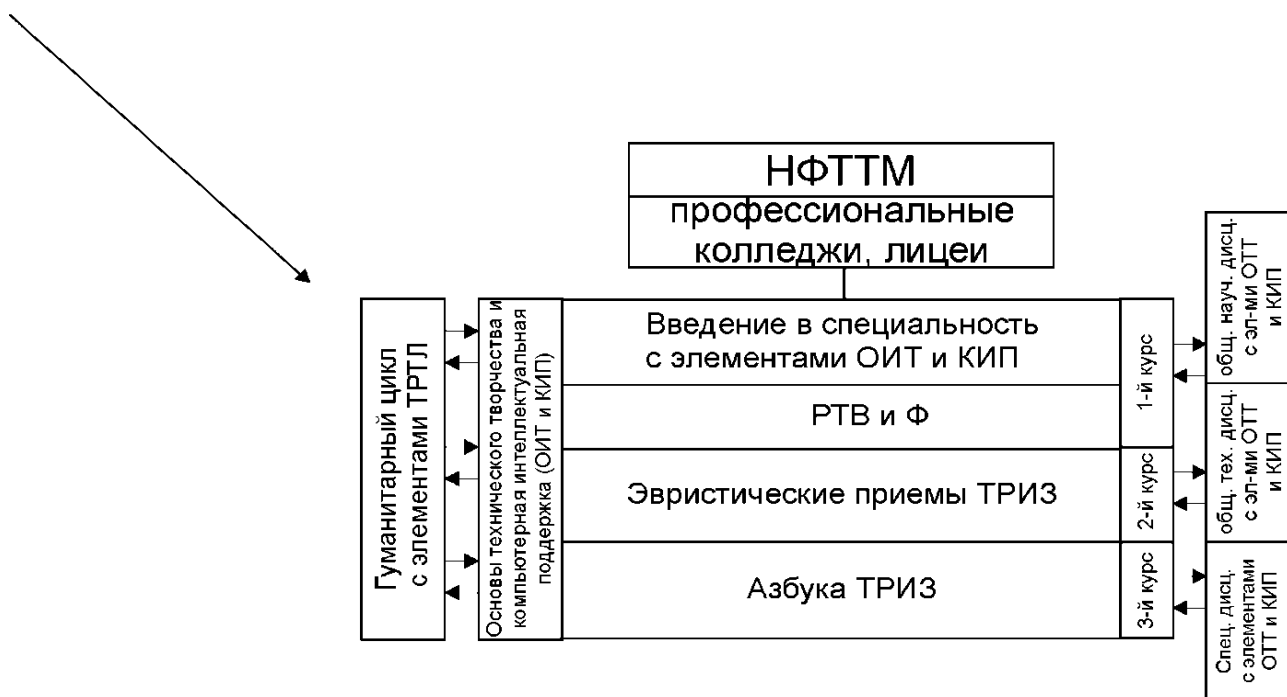 НФТТМ
профессиональные
колледжи, лицеи
Гуманитарный цикл
с элементами ТРТЛ
Основы технического творчества и
компьютерная интеллектуальная
поддержка (ОИТ и КИП)
Введение в специальность
с элементами ОИТ и КИП
РТВ и Ф
Эвристические приемы ТРИЗ
Азбука ТРИЗ
1-й курс
2-й курс
3-й курс
общ. науч. дисц.
с эл-ми ОТТ
и КИП
общ. тех. дисц.
с эл-ми ОТТ
и КИП
Спец. дисц.
с элементами
ОТТ и КИП